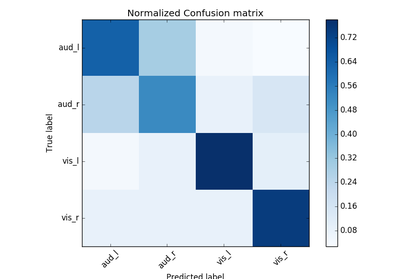 Normalized Confusion matrix
aud_l
aud_r
vis_l
vis_r
True label
aud_l
aud_r
vis_l
vis_r
Predicted label
0.72
0.64
0.56
0.48
0.40
0.32
0.24
0.16
0.08